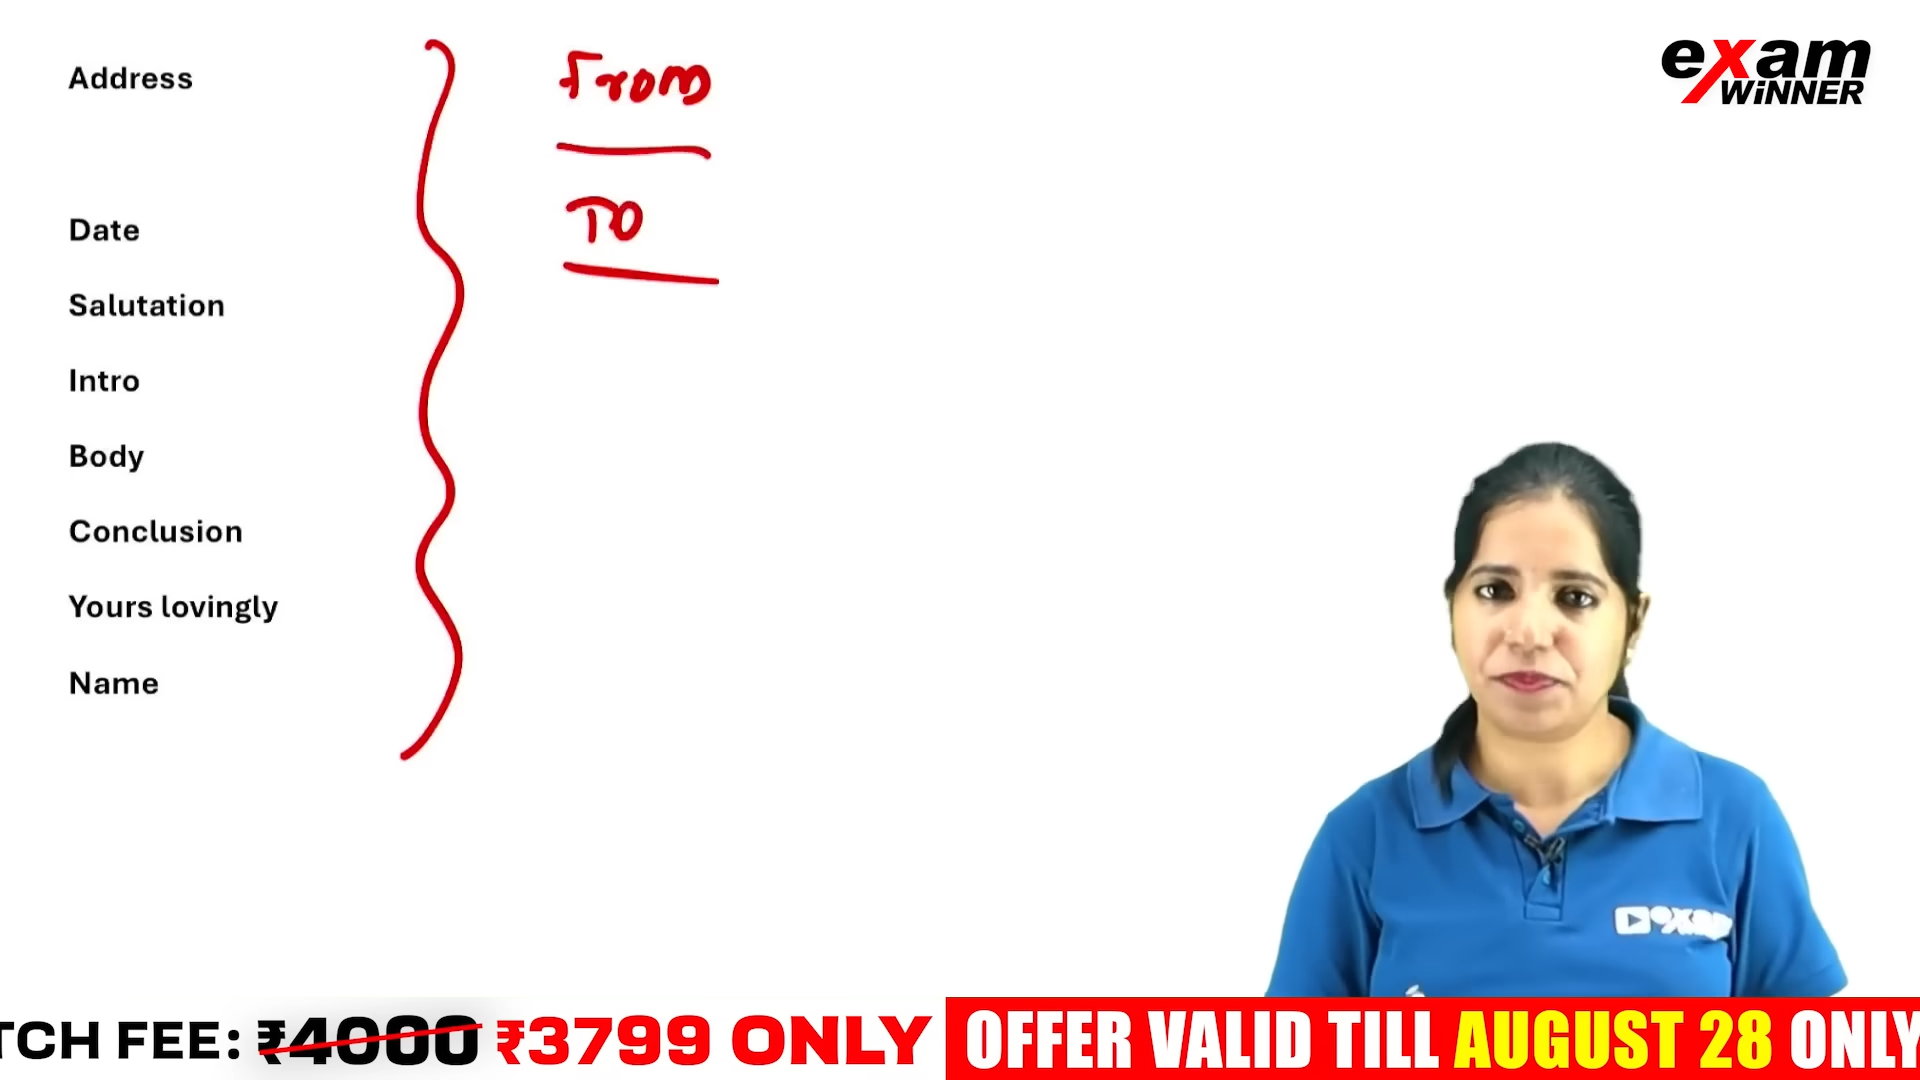 Address
Date
Salutation
Intro
Body
Conclusion
Yours lovingly
Name
From
To
exam
WiNNER
exam
TCH FEE: ₹4000 ₹3799 ONLY
OFFER VALID TILL AUGUST 28 ONLY